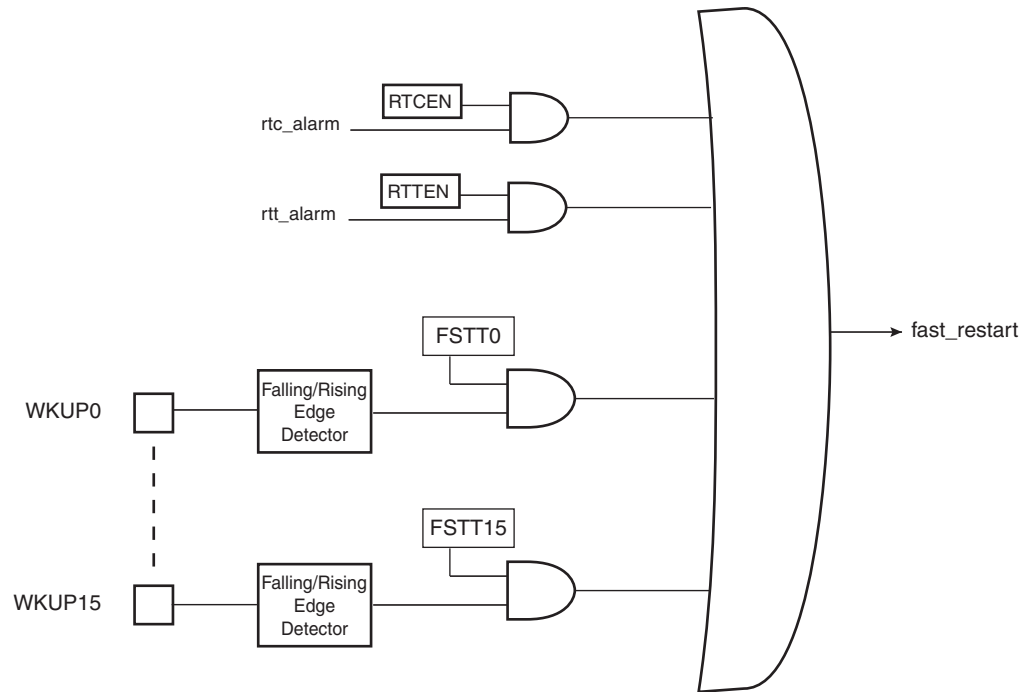 RTCEN
rtc_alarm
RTTEN
rtt_alarm
fast_restart
FSTT0
WKUP0
Falling/Rising
Edge
Detector
FSTT15
WKUP15
Falling/Rising
Edge
Detector